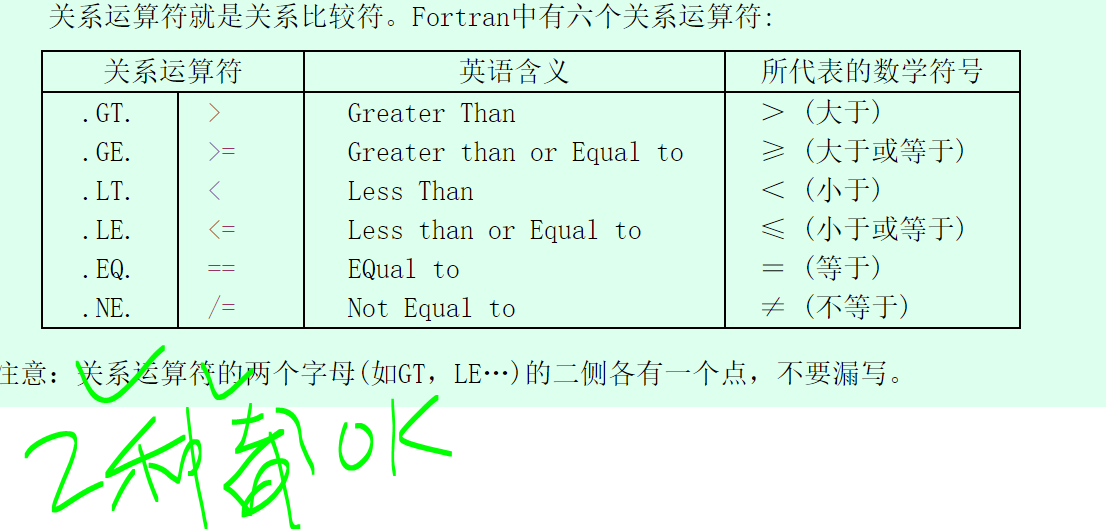 关系运算符就是关系比较符。Fortran中有六个关系运算符:
关系运算符 英语含义 所代表的数学符号
.GT. > Greater Than > (大于)
.GE. >= Greater than or Equal to ≥ (大于或等于)
.LT. < Less Than < (小于)
.LE. <= Less than or Equal to ≤ (小于或等于)
.EQ. == EQual to = (等于)
.NE. /= Not Equal to ≠ (不等于)
注意：关系运算符的两个字母(如GT，LE…)的二侧各有一个点，不要漏写。
2种都OK